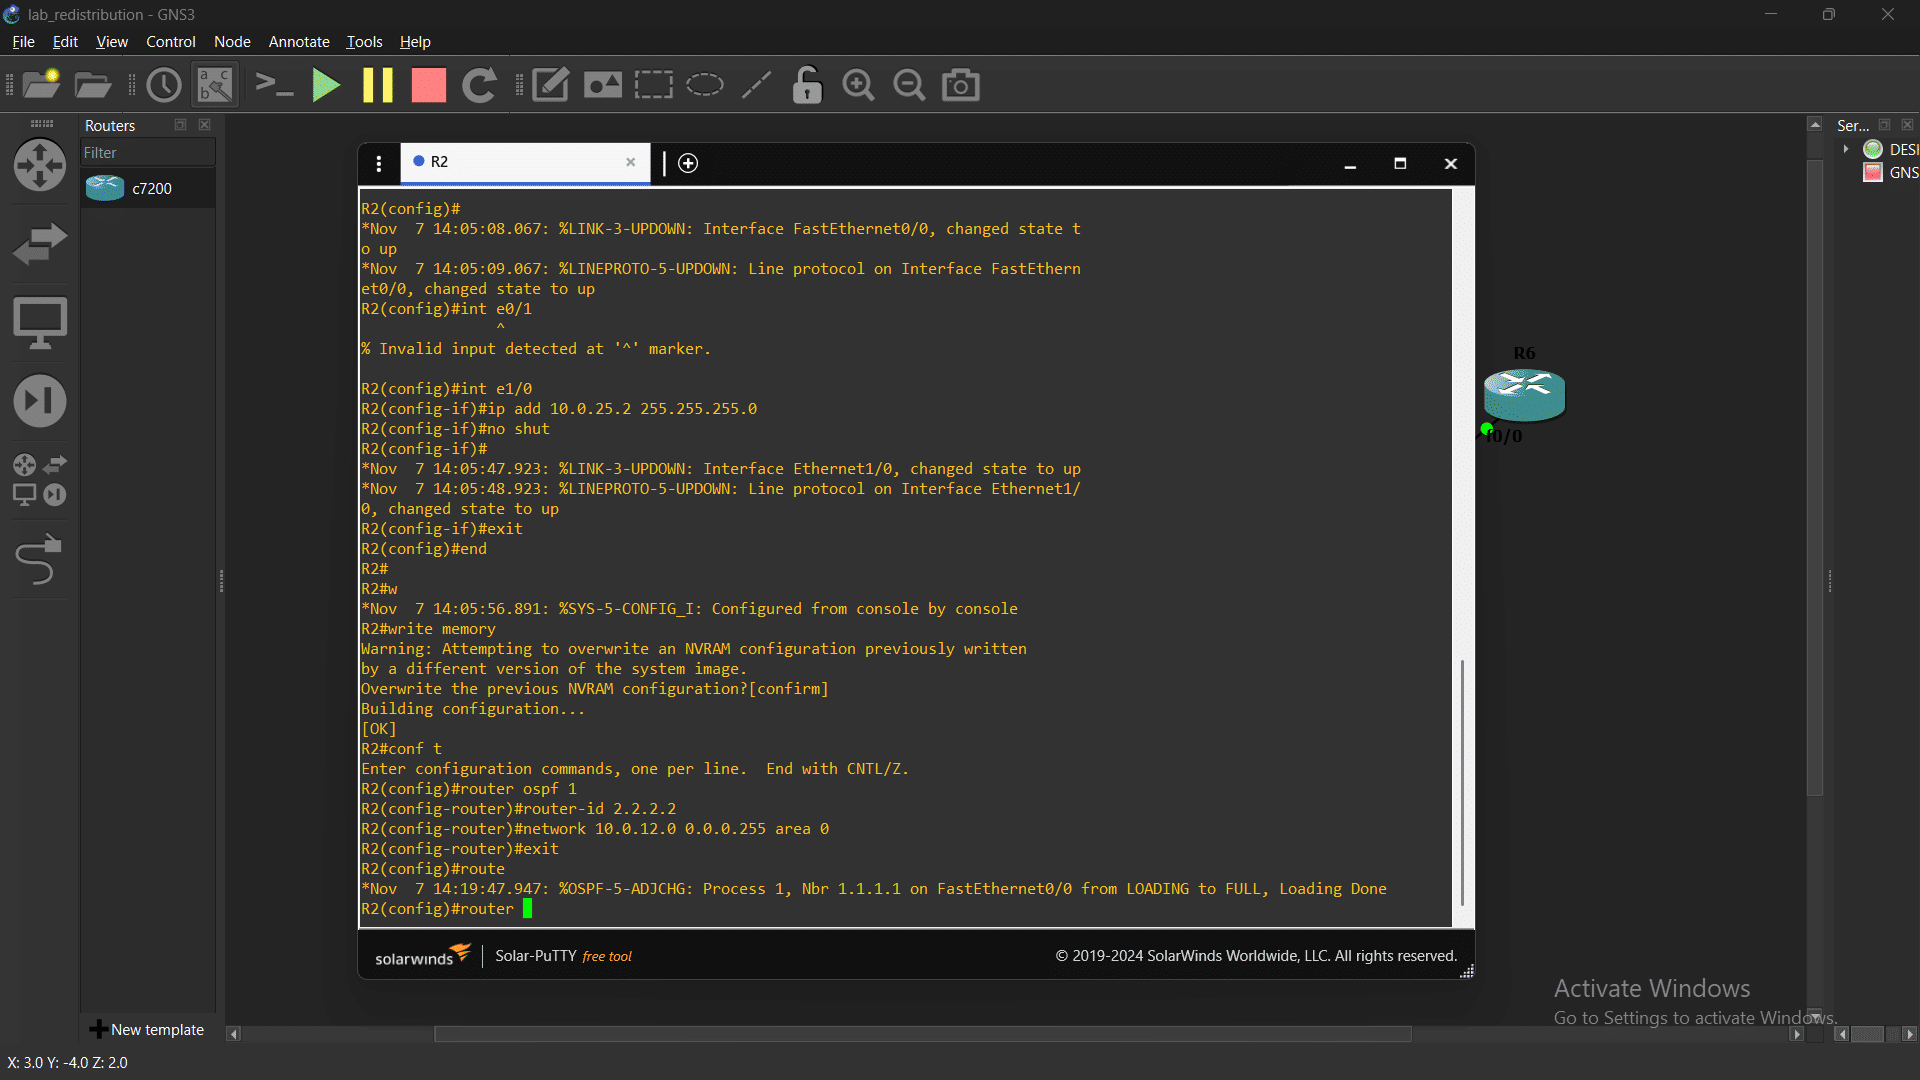 lab_redistribution - GNS3
File Edit View Control Node Annotate Tools Help
a c
b
>_
Routers
Filter
c7200
R2
Ser...
DESI
GNS
R2(config)#
*Nov  7 14:05:08.067: %LINK-3-UPDOWN: Interface FastEthernet0/0, changed state t
o up
*Nov  7 14:05:09.067: %LINEPROTO-5-UPDOWN: Line protocol on Interface FastEthern
et0/0, changed state to up
R2(config)#int e0/1
^
% Invalid input detected at '^' marker.
R2(config)#int e1/0
R2(config-if)#ip add 10.0.25.2 255.255.255.0
R2(config-if)#no shut
R2(config-if)#
*Nov  7 14:05:47.923: %LINK-3-UPDOWN: Interface Ethernet1/0, changed state to up
*Nov  7 14:05:48.923: %LINEPROTO-5-UPDOWN: Line protocol on Interface Ethernet1/
0, changed state to up
R2(config-if)#exit
R2(config)#end
R2#
R2#w
*Nov  7 14:05:56.891: %SYS-5-CONFIG_I: Configured from console by console
R2#write memory
Warning: Attempting to overwrite an NVRAM configuration previously written
by a different version of the system image.
Overwrite the previous NVRAM configuration?[confirm]
Building configuration...
[OK]
R2#conf t
Enter configuration commands, one per line.  End with CNTL/Z.
R2(config)#router ospf 1
R2(config-router)#router-id 2.2.2.2
R2(config-router)#network 10.0.12.0 0.0.0.255 area 0
R2(config-router)#exit
R2(config)#route
*Nov  7 14:19:47.947: %OSPF-5-ADJCHG: Process 1, Nbr 1.1.1.1 on FastEthernet0/0 from LOADING to FULL, Loading Done
R2(config)#router
R6
f0/0
solarwinds Solar-PuTTY free tool
© 2019-2024 SolarWinds Worldwide, LLC. All rights reserved.
Activate Windows
Go to Settings to activate Windows.
New template
X: 3.0 Y: -4.0 Z: 2.0